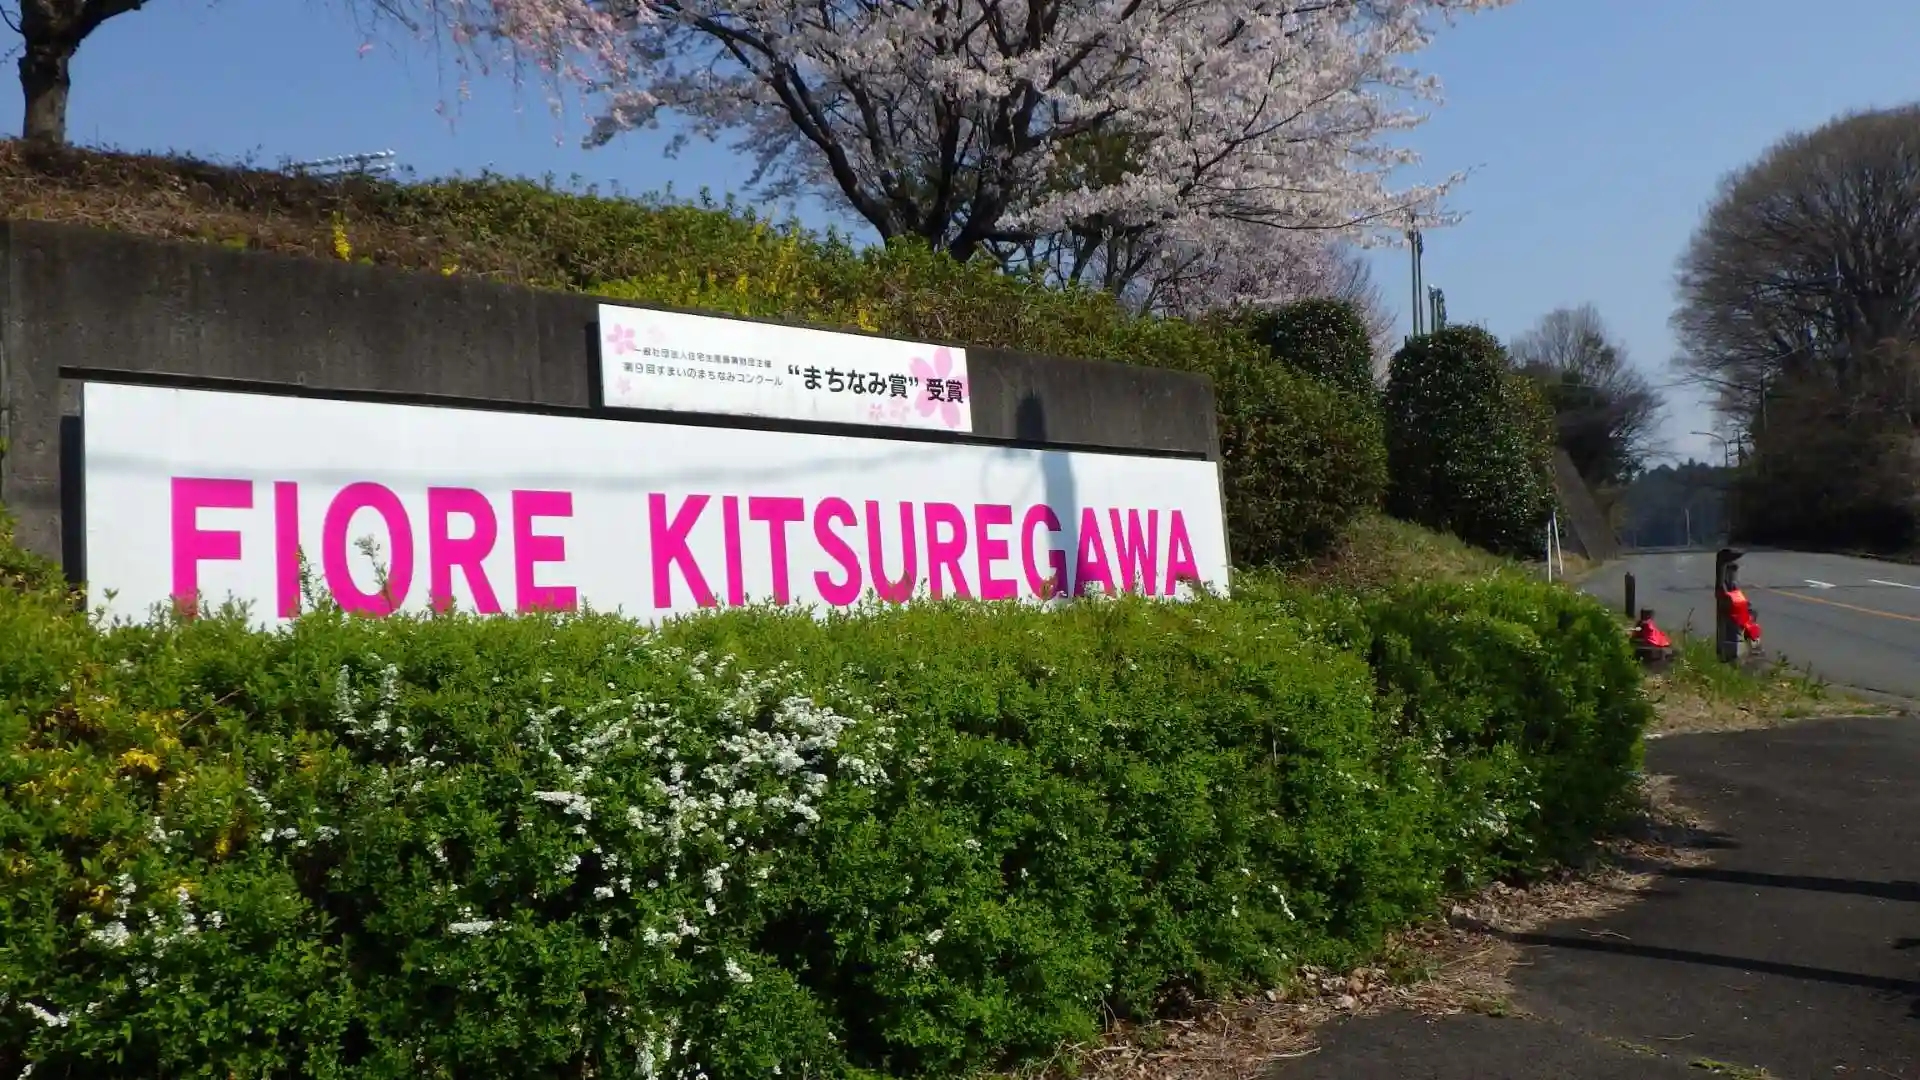 一般社団法人住宅生産振興財団主催
第9回すまいのまちなみコンクール “まちなみ賞” 受賞
FIORE KITSUREGAWA